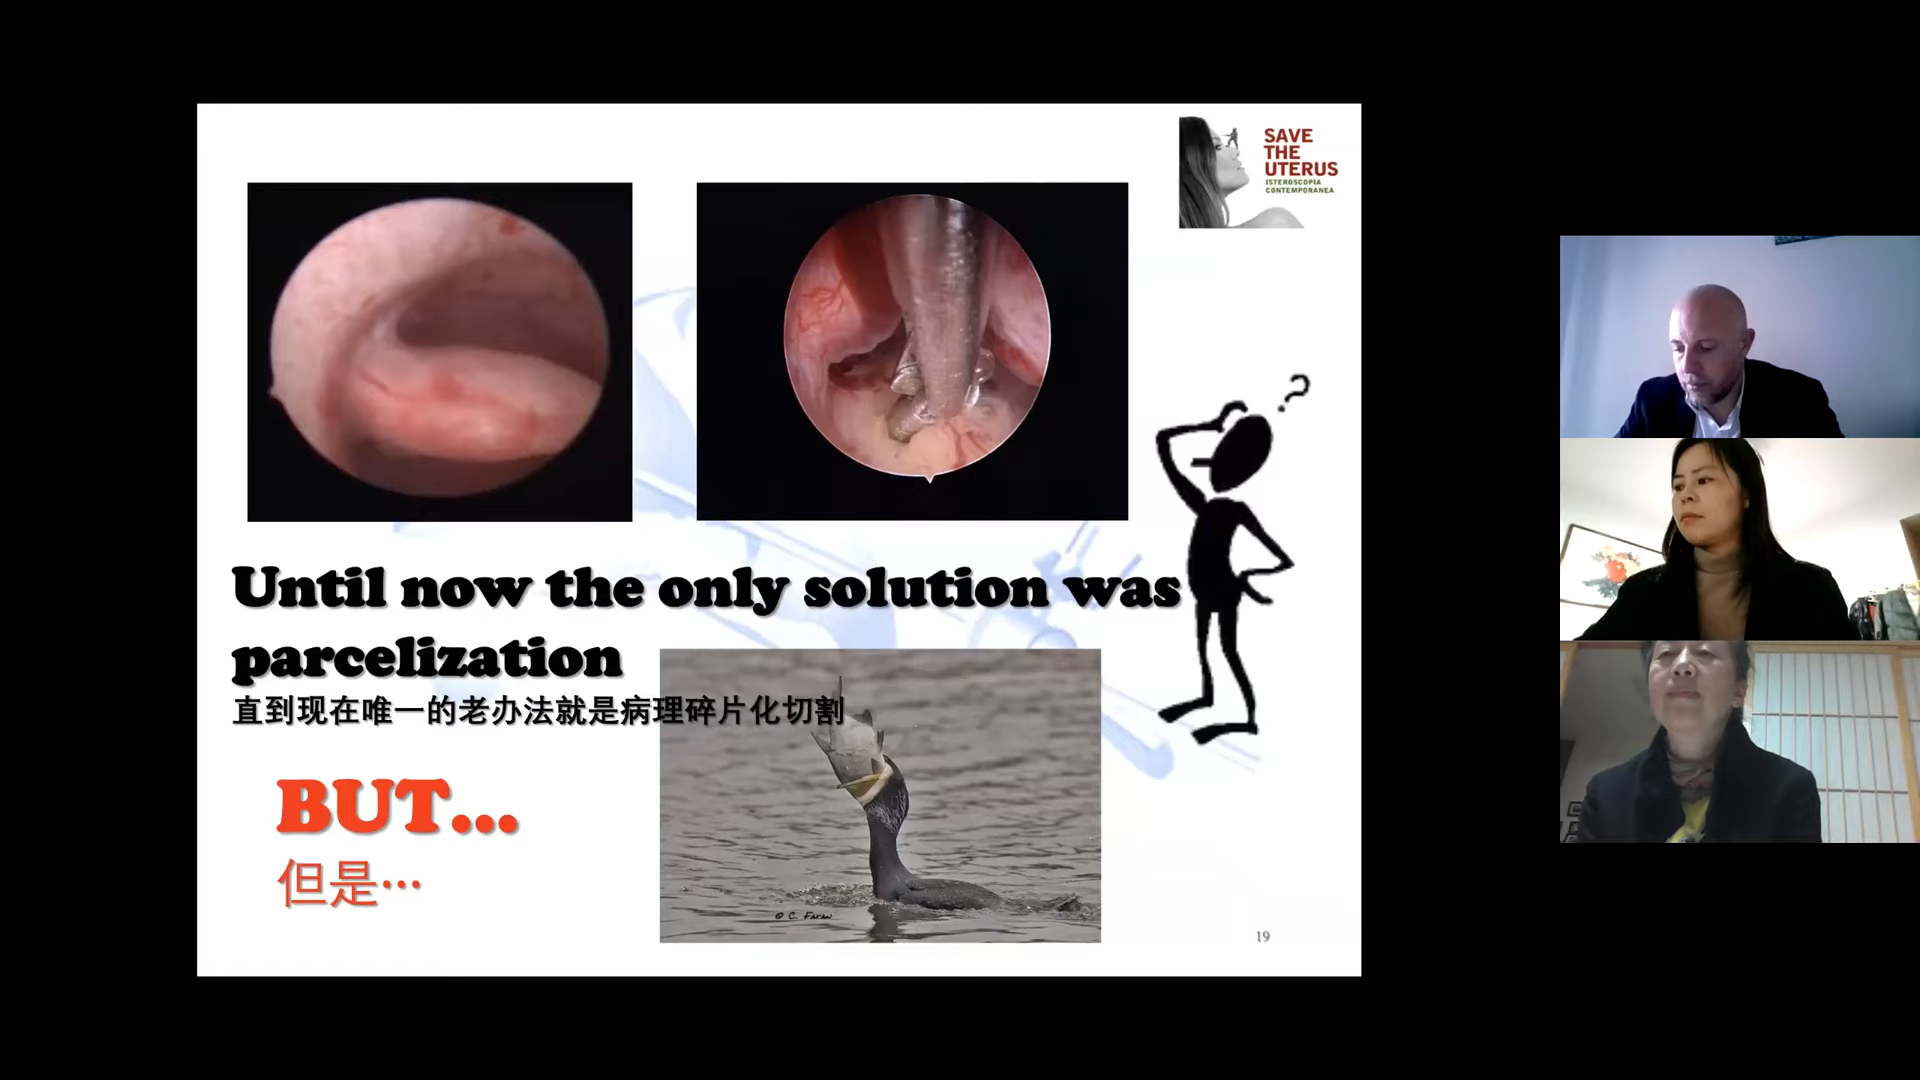 SAVE
THE
UTERUS
ISTEROSCOPIA
CONTEMPORANEA
?
Until now the only solution was
parcelization
直到现在唯一的老办法就是病理碎片化切割
BUT...
但是…
© C.
19